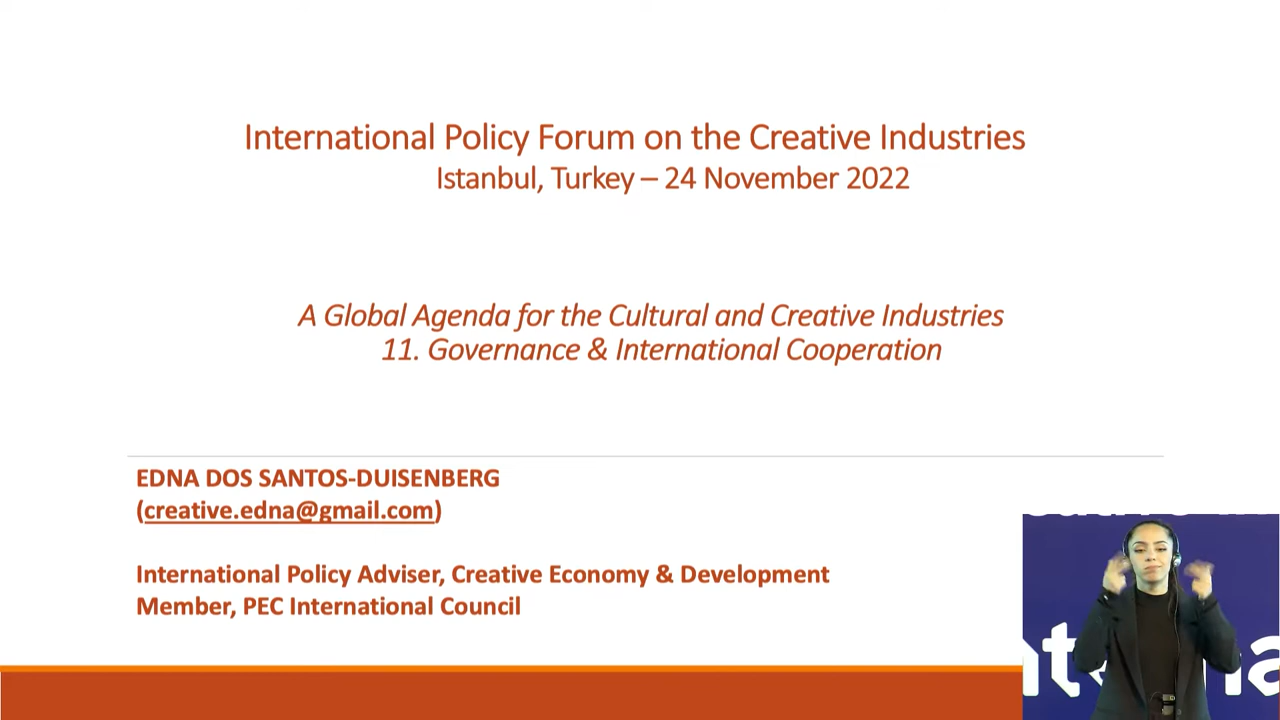 International Policy Forum on the Creative Industries
Istanbul, Turkey – 24 November 2022
A Global Agenda for the Cultural and Creative Industries
11. Governance & International Cooperation
EDNA DOS SANTOS-DUISENBERG
(creative.edna@gmail.com)
International Policy Adviser, Creative Economy & Development
Member, PEC International Council